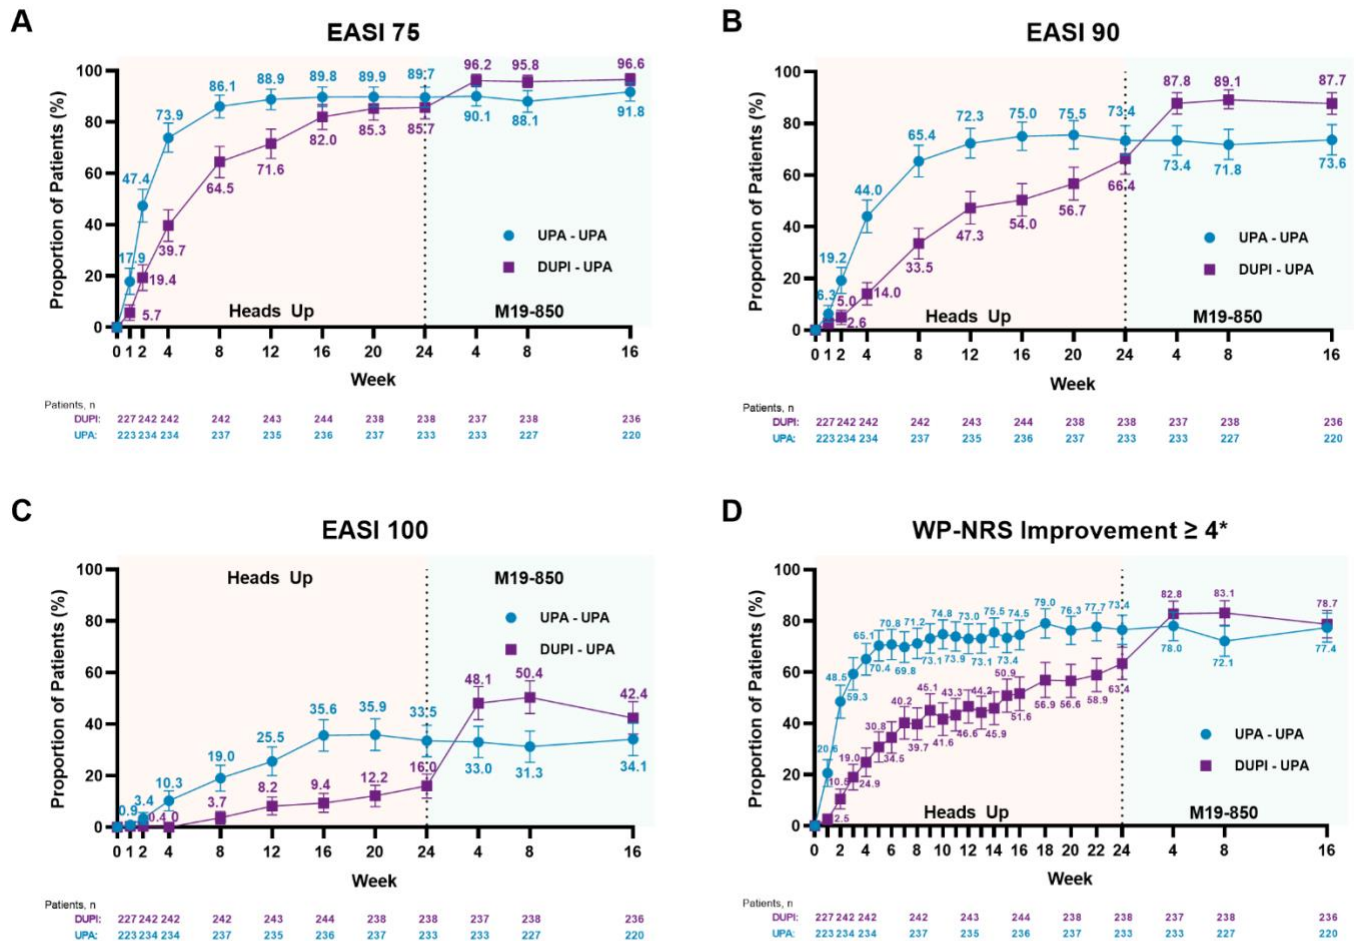 A
EASI 75
Proportion of Patients (%)
100
80
60
40
20
0
17.9
47.4
73.9
86.1
88.9
89.8
89.9
89.7
90.1
88.1
91.8
5.7
19.4
39.7
64.5
71.6
82.0
85.3
85.7
96.2
95.8
96.6
UPA - UPA
DUPI - UPA
Heads Up
M19-850
0 1 2 4 8 12 16 20 24 4 8 16
Week
Patients, n
DUPI: 227 242 242 242 243 244 238 238 237 238 236
UPA: 223 234 234 237 235 236 237 233 233 227 220
B
EASI 90
Proportion of Patients (%)
100
80
60
40
20
0
6.3
19.2
44.0
65.4
72.3
75.0
75.5
73.4
73.4
71.8
73.6
2.6
5.0
14.0
33.5
47.3
54.0
56.7
66.4
87.8
89.1
87.7
UPA - UPA
DUPI - UPA
Heads Up
M19-850
0 1 2 4 8 12 16 20 24 4 8 16
Week
Patients, n
DUPI: 227 242 242 242 243 244 238 238 237 238 236
UPA: 223 234 234 237 235 236 237 233 233 227 220
C
EASI 100
Proportion of Patients (%)
100
80
60
40
20
0
Heads Up
M19-850
UPA - UPA
DUPI - UPA
0.9
3.4
10.3
19.0
25.5
35.6
35.9
33.5
33.0
31.3
34.1
0.4
0
3.7
8.2
9.4
12.2
16.0
48.1
50.4
42.4
0 1 2 4 8 12 16 20 24 4 8 16
Week
Patients, n
DUPI: 227 242 242 242 243 244 238 238 237 238 236
UPA: 223 234 234 237 235 236 237 233 233 227 220
D
WP-NRS Improvement ≥ 4*
Proportion of Patients (%)
100
80
60
40
20
0
20.6
48.5
59.3
65.1
70.4
70.8
69.8
71.2
73.1
74.8
73.9
73.0
73.1
75.5
73.4
74.5
79.0
76.3
77.7
73.4
78.0
72.1
77.4
2.5
10.5
19.0
24.9
30.8
34.5
40.2
39.7
45.1
41.6
43.3
46.6
44.2
45.9
50.9
51.6
56.9
56.6
58.9
63.4
82.8
83.1
78.7
UPA - UPA
DUPI - UPA
Heads Up
M19-850
0 2 4 6 8 10 12 14 16 18 20 22 24 4 8 16
Week
Patients, n
DUPI: 227 242 242 242 243 244 238 238 237 238 236
UPA: 223 234 234 237 235 236 237 233 233 227 220